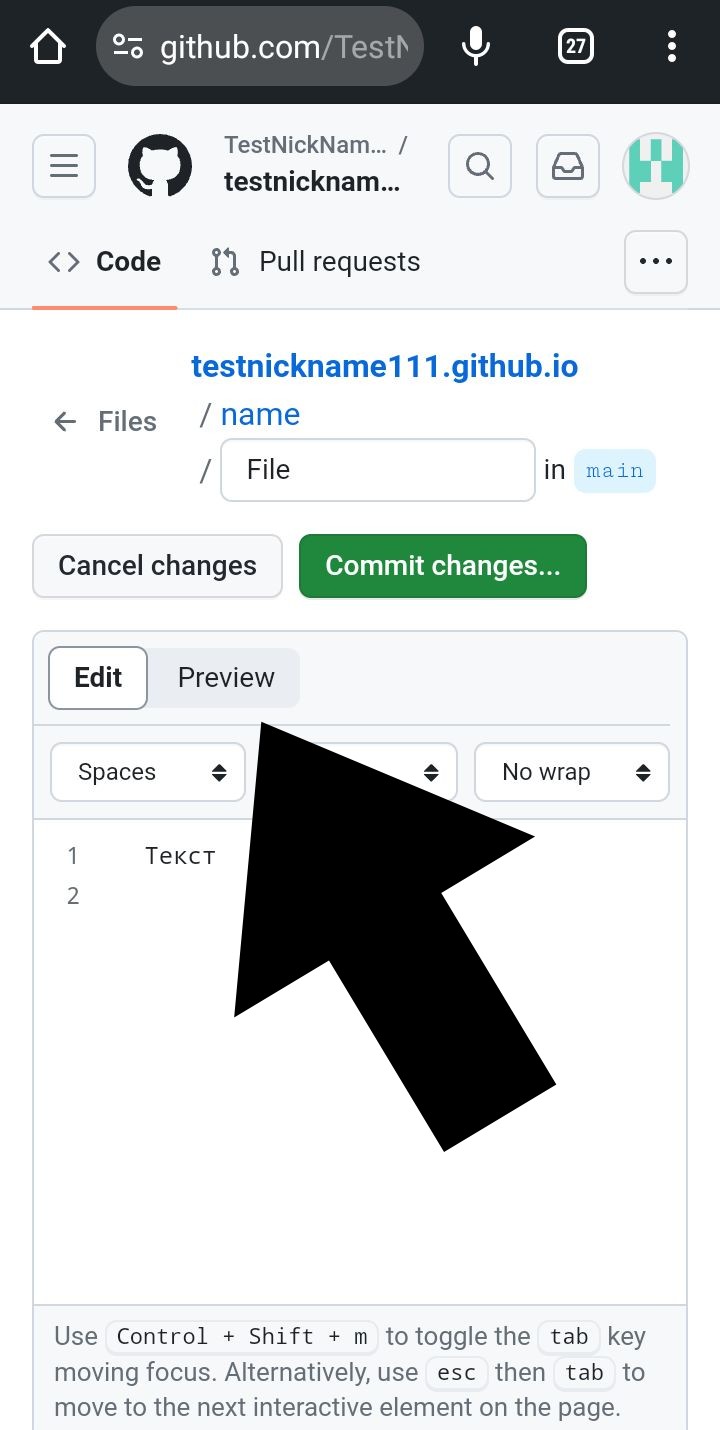 github.com/TestN
27
TestNickNam... /
testnicknam...
Code
Pull requests
testnickname111.github.io
Files
/ name
/ File in main
Cancel changes
Commit changes...
Edit
Preview
Spaces
No wrap
1 Текст
2
Use Control + Shift + m to toggle the tab key
moving focus. Alternatively, use esc then tab to
move to the next interactive element on the page.